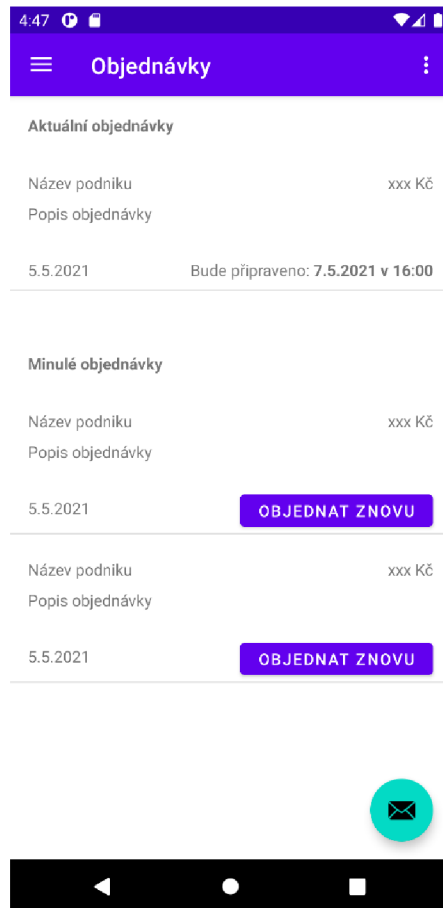 4:47
Objednávky
Aktuální objednávky
Název podniku xxx Kč
Popis objednávky
5.5.2021 Bude připraveno: 7.5.2021 v 16:00
Minulé objednávky
Název podniku xxx Kč
Popis objednávky
5.5.2021 OBJEDNAT ZNOVU
Název podniku xxx Kč
Popis objednávky
5.5.2021 OBJEDNAT ZNOVU